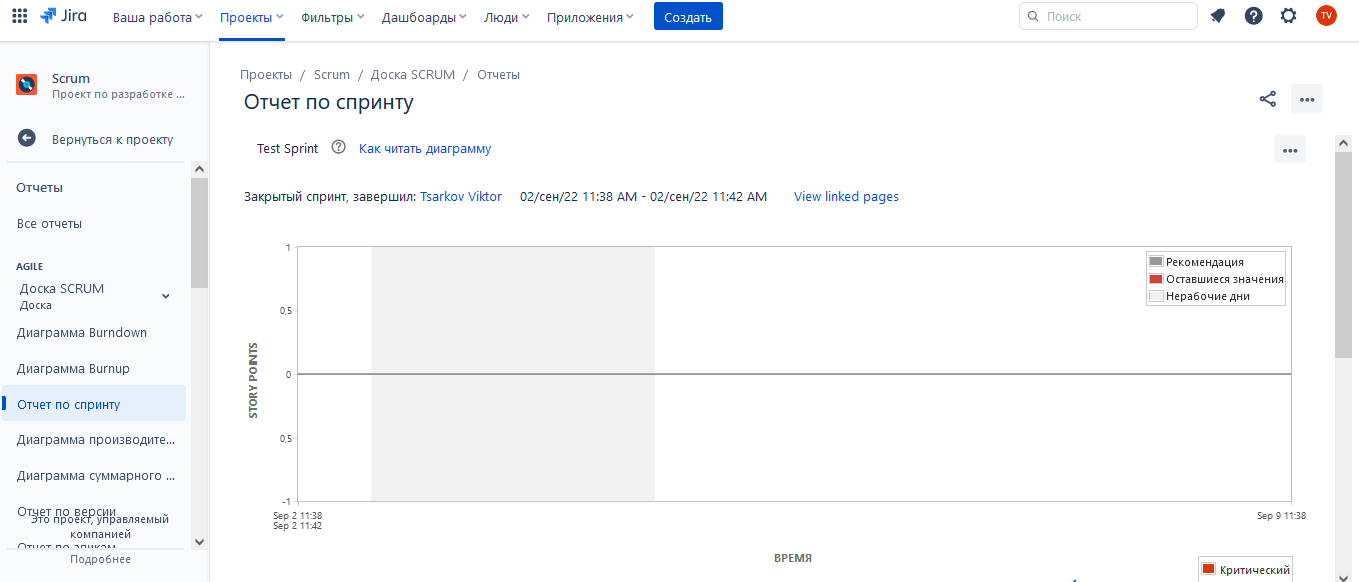 Jira Ваша работа Проекты Фильтры Дашбоарды Люди Приложения Создать Поиск TV
Scrum
Проект по разработке ...
Вернуться к проекту
Отчеты
Все отчеты
AGILE
Доска SCRUM
Доска
Диаграмма Burndown
Диаграмма Burnup
Отчет по спринту
Диаграмма производите...
Диаграмма суммарного ...
Отчет по версии
Это проект, управляемый
компанией
Отчет по эпикам
Подробнее
Проекты / Scrum / Доска SCRUM / Отчеты
Отчет по спринту
Test Sprint Как читать диаграмму
Закрытый спринт, завершил: Tsarkov Viktor 02/сен/22 11:38 AM - 02/сен/22 11:42 AM View linked pages
1
0,5
0
0,5
-1
STORY POINTS
Рекомендация
Оставшиеся значения
Нерабочие дни
Sep 2 11:38
Sep 2 11:42
Sep 9 11:38
ВРЕМЯ
Критический